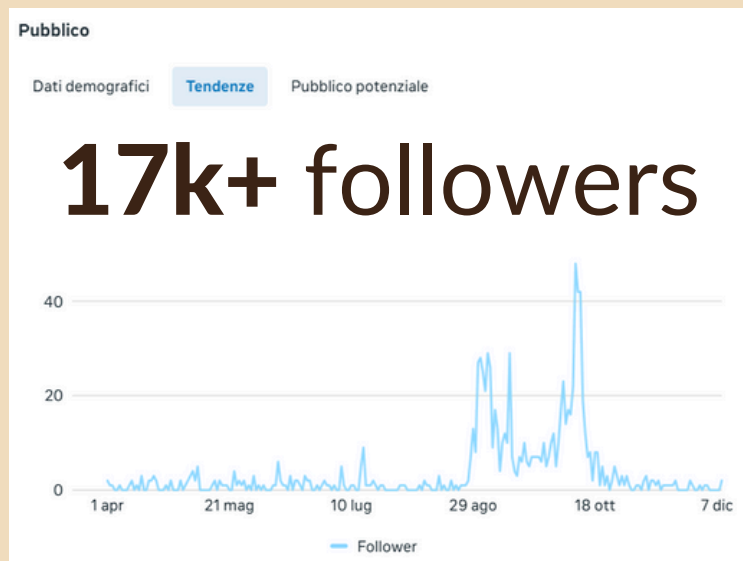 Pubblico
Dati demografici Tendenze Pubblico potenziale
17k+ followers
40
20
0
1 apr 21 mag 10 lug 29 ago 18 ott 7 dic
Follower